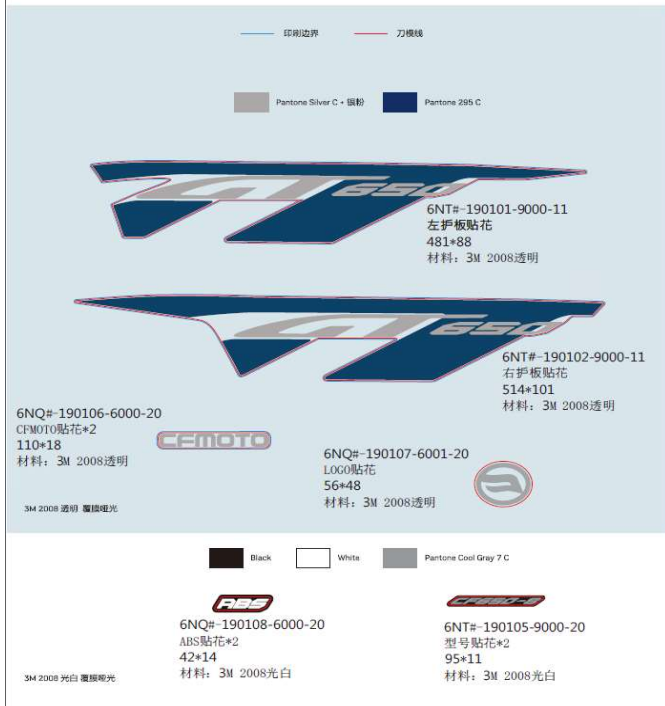 印刷边界
刀模线
Pantone Silver C + 银粉
Pantone 295 C
GT 650
6NT#-190101-9000-11
左护板贴花
481*88
材料：3M 2008透明
GT 650
6NT#-190102-9000-11
右护板贴花
514*101
材料：3M 2008透明
6NQ#-190106-6000-20
CFMOTO贴花*2
110*18
材料：3M 2008透明
CFMOTO
6NQ#-190107-6001-20
LOGO贴花
56*48
材料：3M 2008透明
3M 2008 透明 覆膜哑光
Black
White
Pantone Cool Gray 7 C
ABS
6NQ#-190108-6000-20
ABS贴花*2
42*14
材料：3M 2008光白
6NT#-190105-9000-20
型号贴花*2
95*11
材料：3M 2008光白
3M 2008 光白 覆膜哑光